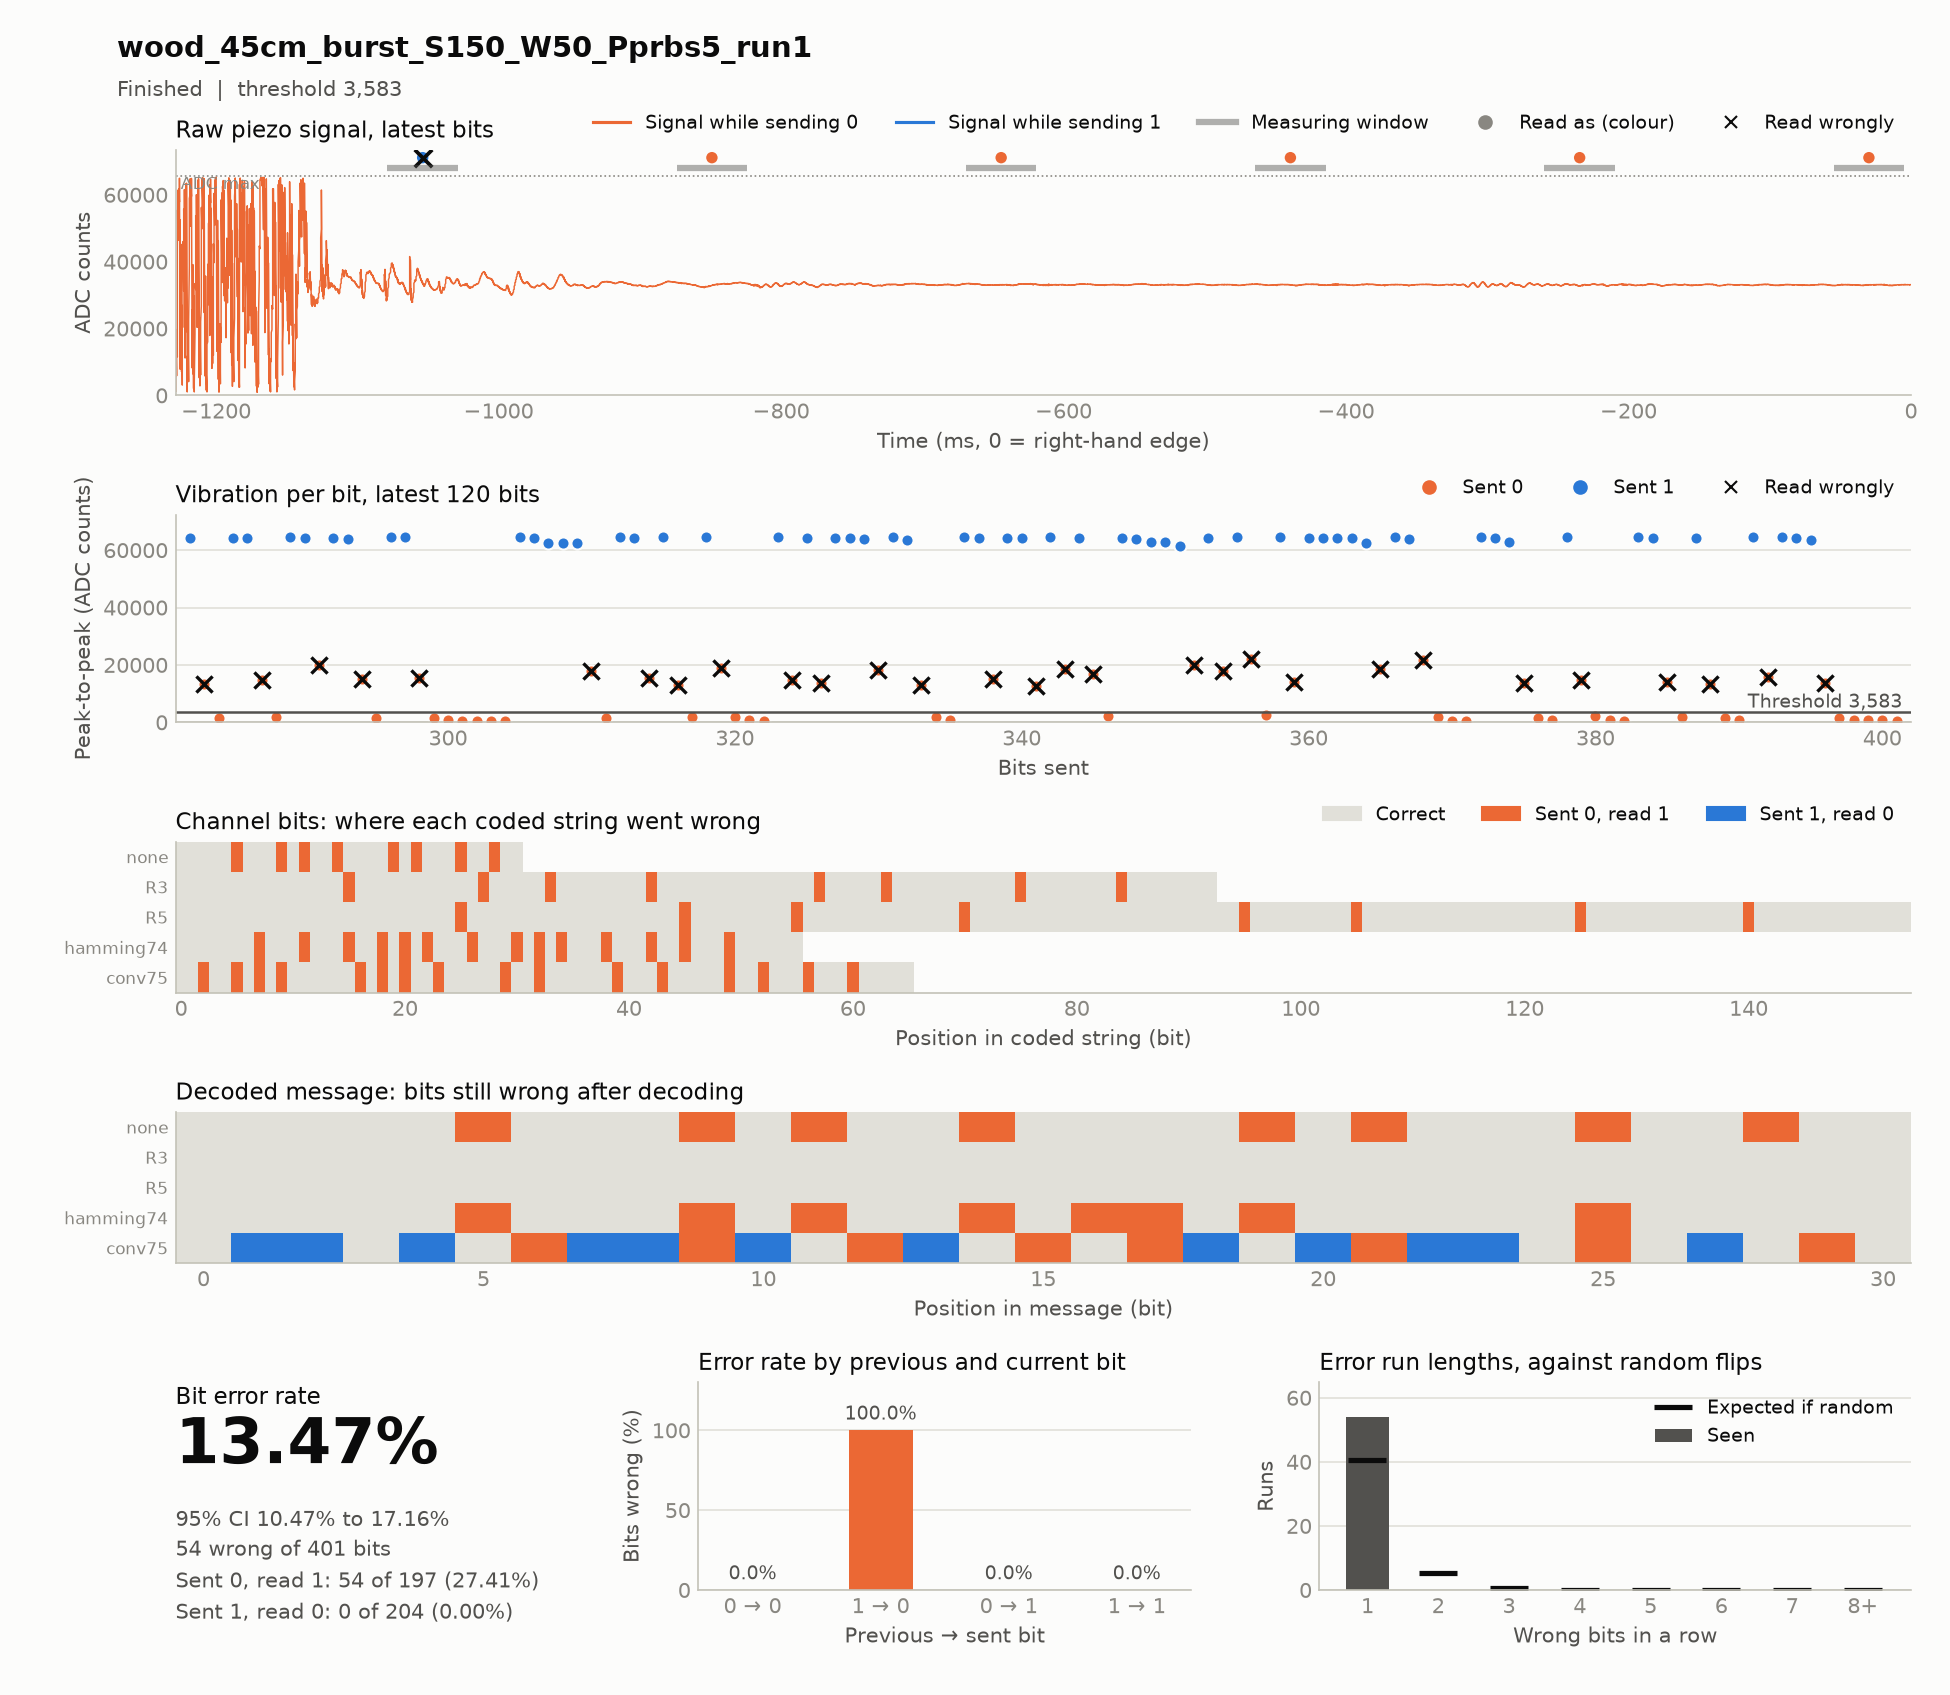 wood_45cm_burst_S150_W50_Pprbs5_run1
Finished | threshold 3,583
Raw piezo signal, latest bits
Signal while sending 0
Signal while sending 1
Measuring window
Read as (colour)
Read wrongly
ADC max
ADC counts
60000
40000
20000
0
−1200
−1000
−800
−600
−400
−200
0
Time (ms, 0 = right-hand edge)
Vibration per bit, latest 120 bits
Sent 0
Sent 1
Read wrongly
Peak-to-peak (ADC counts)
60000
40000
20000
0
Threshold 3,583
300
320
340
360
380
400
Bits sent
Channel bits: where each coded string went wrong
Correct
Sent 0, read 1
Sent 1, read 0
none
R3
R5
hamming74
conv75
0
20
40
60
80
100
120
140
Position in coded string (bit)
Decoded message: bits still wrong after decoding
none
R3
R5
hamming74
conv75
0
5
10
15
20
25
30
Position in message (bit)
Bit error rate
13.47%
95% CI 10.47% to 17.16%
54 wrong of 401 bits
Sent 0, read 1: 54 of 197 (27.41%)
Sent 1, read 0: 0 of 204 (0.00%)
Error rate by previous and current bit
Bits wrong (%)
100
50
0
0.0%
100.0%
0.0%
0.0%
0 → 0
1 → 0
0 → 1
1 → 1
Previous → sent bit
Error run lengths, against random flips
Expected if random
Seen
Runs
60
40
20
0
1
2
3
4
5
6
7
8+
Wrong bits in a row